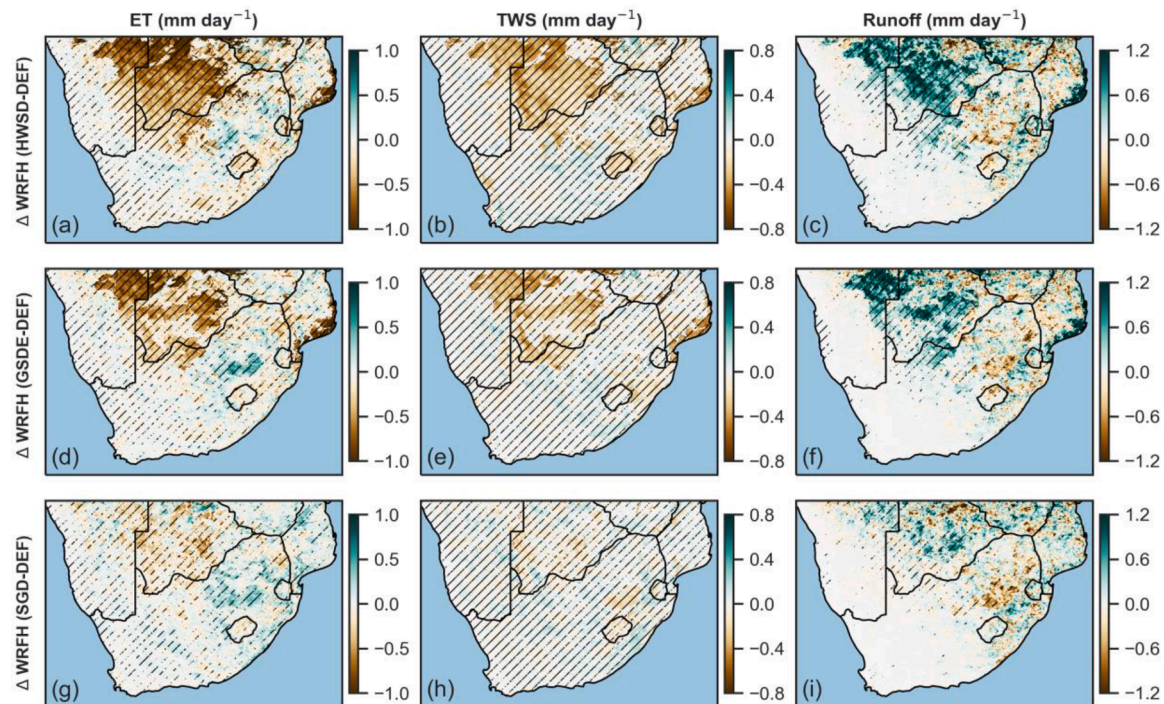 ET (mm day⁻¹) TWS (mm day⁻¹) Runoff (mm day⁻¹)
Δ WRFH (HWSD-DEF)
(a) 1.0 0.5 0.0 −0.5 −1.0
(b) 0.8 0.4 0.0 −0.4 −0.8
(c) 1.2 0.6 0.0 −0.6 −1.2
Δ WRFH (GSDE-DEF)
(d) 1.0 0.5 0.0 −0.5 −1.0
(e) 0.8 0.4 0.0 −0.4 −0.8
(f) 1.2 0.6 0.0 −0.6 −1.2
Δ WRFH (SGD-DEF)
(g) 1.0 0.5 0.0 −0.5 −1.0
(h) 0.8 0.4 0.0 −0.4 −0.8
(i) 1.2 0.6 0.0 −0.6 −1.2